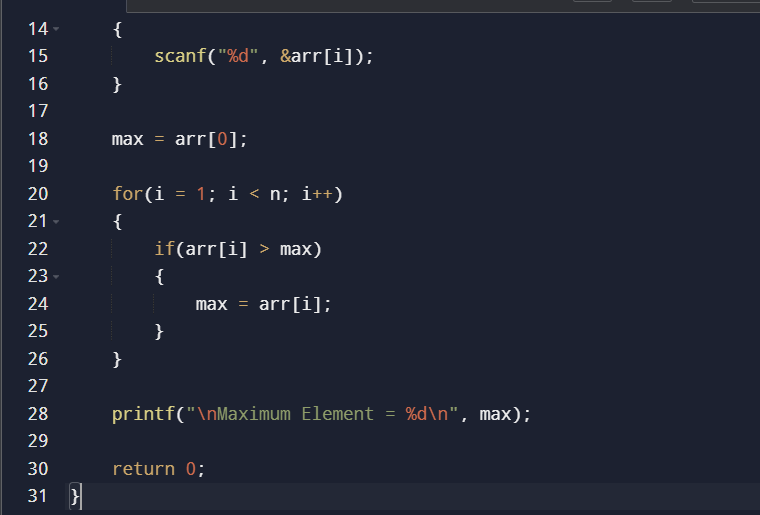 14 {
15 scanf("%d", &arr[i]);
16 }
17
18 max = arr[0];
19
20 for(i = 1; i < n; i++)
21 {
22 if(arr[i] > max)
23 {
24 max = arr[i];
25 }
26 }
27
28 printf("\nMaximum Element = %d\n", max);
29
30 return 0;
31 }